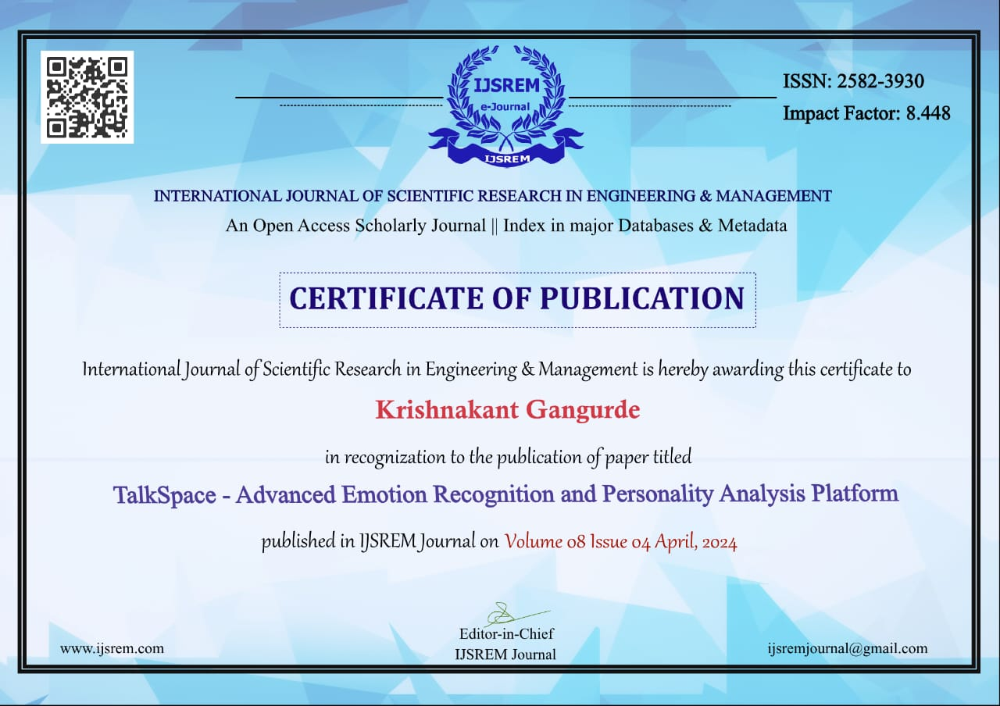 IJSREM
e-Journal
IJSREM
ISSN: 2582-3930
Impact Factor: 8.448
INTERNATIONAL JOURNAL OF SCIENTIFIC RESEARCH IN ENGINEERING & MANAGEMENT
An Open Access Scholarly Journal || Index in major Databases & Metadata
CERTIFICATE OF PUBLICATION
International Journal of Scientific Research in Engineering & Management is hereby awarding this certificate to
Krishnakant Gangurde
in recognization to the publication of paper titled
TalkSpace - Advanced Emotion Recognition and Personality Analysis Platform
published in IJSREM Journal on Volume 08 Issue 04 April, 2024
Editor-in-Chief
IJSREM Journal
www.ijsrem.com
ijsremjournal@gmail.com